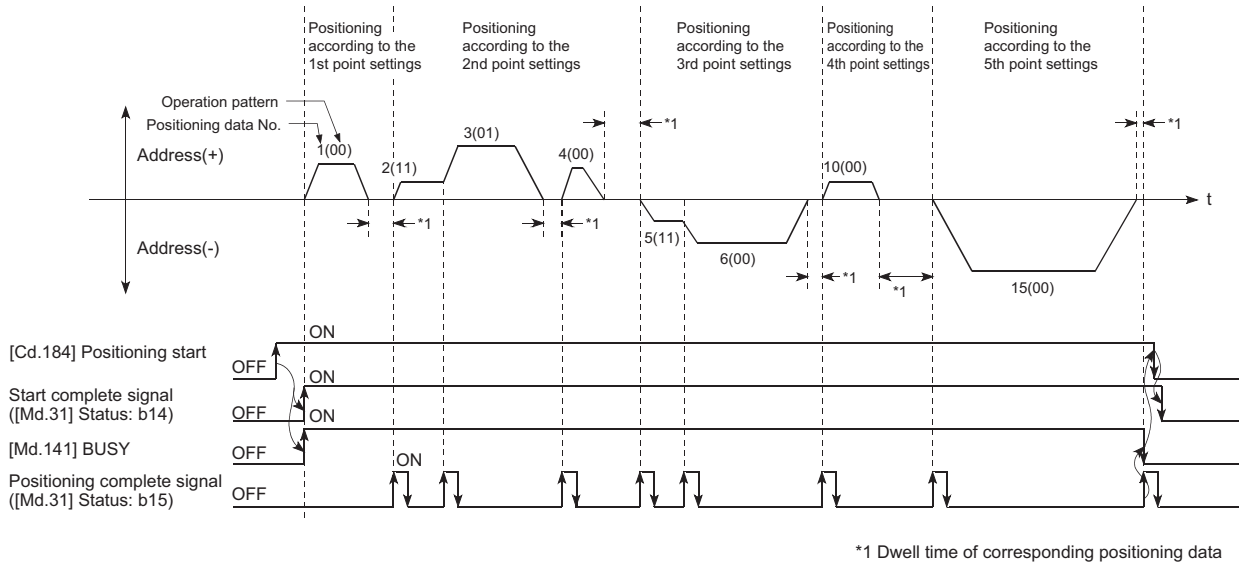 Positioning
according to the
1st point settings
Positioning
according to the
2nd point settings
Positioning
according to the
3rd point settings
Positioning
according to the
4th point settings
Positioning
according to the
5th point settings
Operation pattern
Positioning data No.
Address(+)
1(00)
2(11)
3(01)
4(00)
*1
10(00)
*1
t
*1
*1
Address(-)
5(11)
6(00)
*1
*1
15(00)
[Cd.184] Positioning start
OFF
ON
Start complete signal
([Md.31] Status: b14)
OFF
ON
[Md.141] BUSY
OFF
ON
Positioning complete signal
([Md.31] Status: b15)
OFF
ON
*1 Dwell time of corresponding positioning data